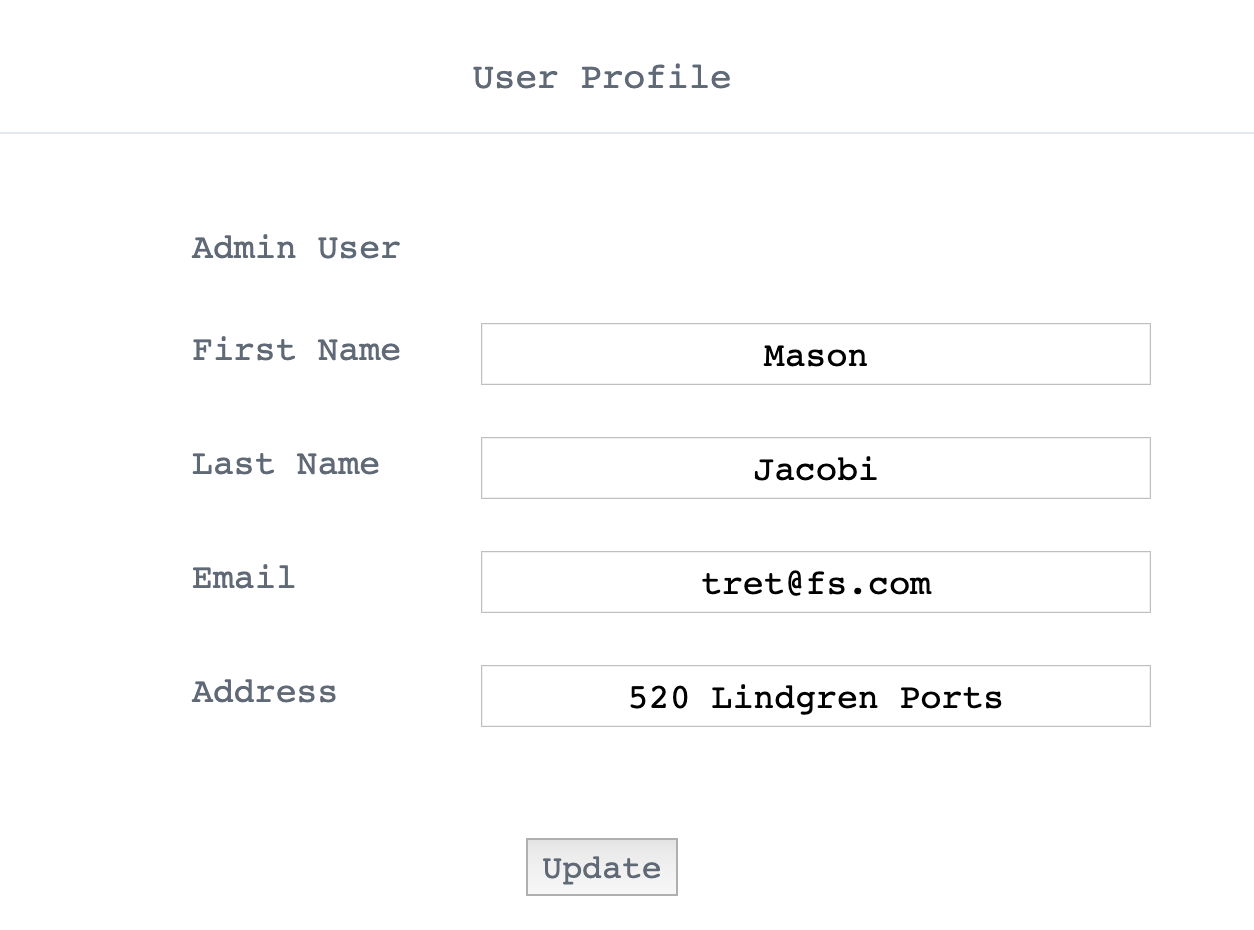 User Profile
Admin User
First Name Mason
Last Name Jacobi
Email tret@fs.com
Address 520 Lindgren Ports
Update